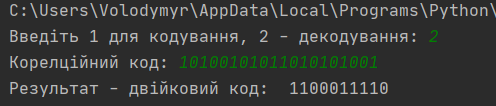 C:\Users\Volodymyr\AppData\Local\Programs\Python\
Введіть 1 для кодування, 2 - декодування: 2
Корелційний код: 10100101011010101001
Результат - двійковий код:  1100011110